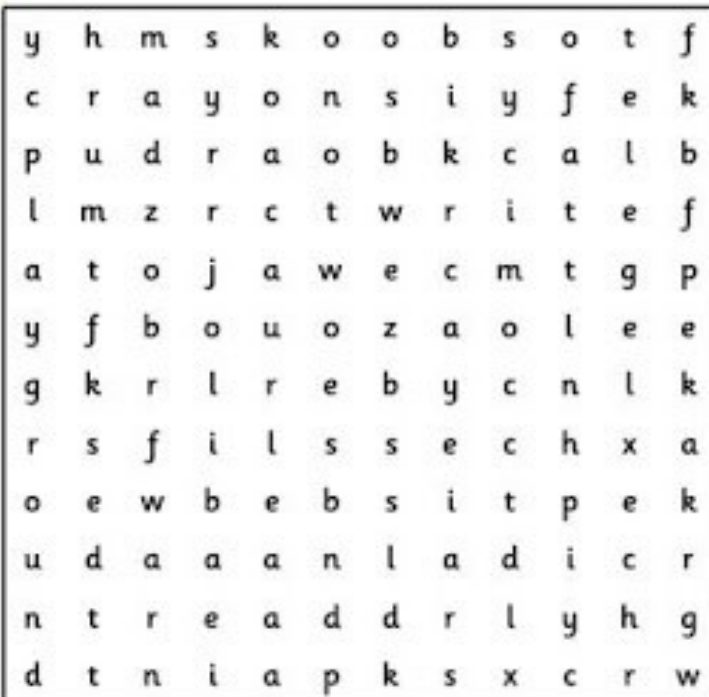 y h m s k o o b s o t f
c r a y o n s i y f e k
p u d r a o b k c a l b
l m z r c t w r i t e f
a t o j a w e c m t g p
y f b o u o z a o l e e
g k r l r e b y c n l k
r s f i l s s e c h x a
o e w b e b s i t p e k
u d a a a n l a d i c r
n t r e a d d r l y h g
d t n i a p k s x c r w